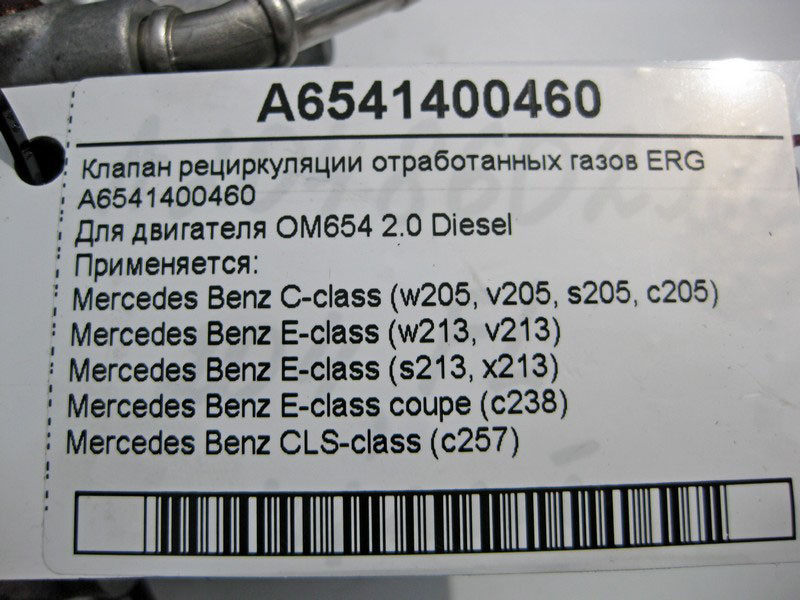 A6541400460
Клапан рециркуляции отработанных газов ERG
A6541400460
Для двигателя OM654 2.0 Diesel
Применяется:
Mercedes Benz C-class (w205, v205, s205, c205)
Mercedes Benz E-class (w213, v213)
Mercedes Benz E-class (s213, x213)
Mercedes Benz E-class coupe (c238)
Mercedes Benz CLS-class (c257)